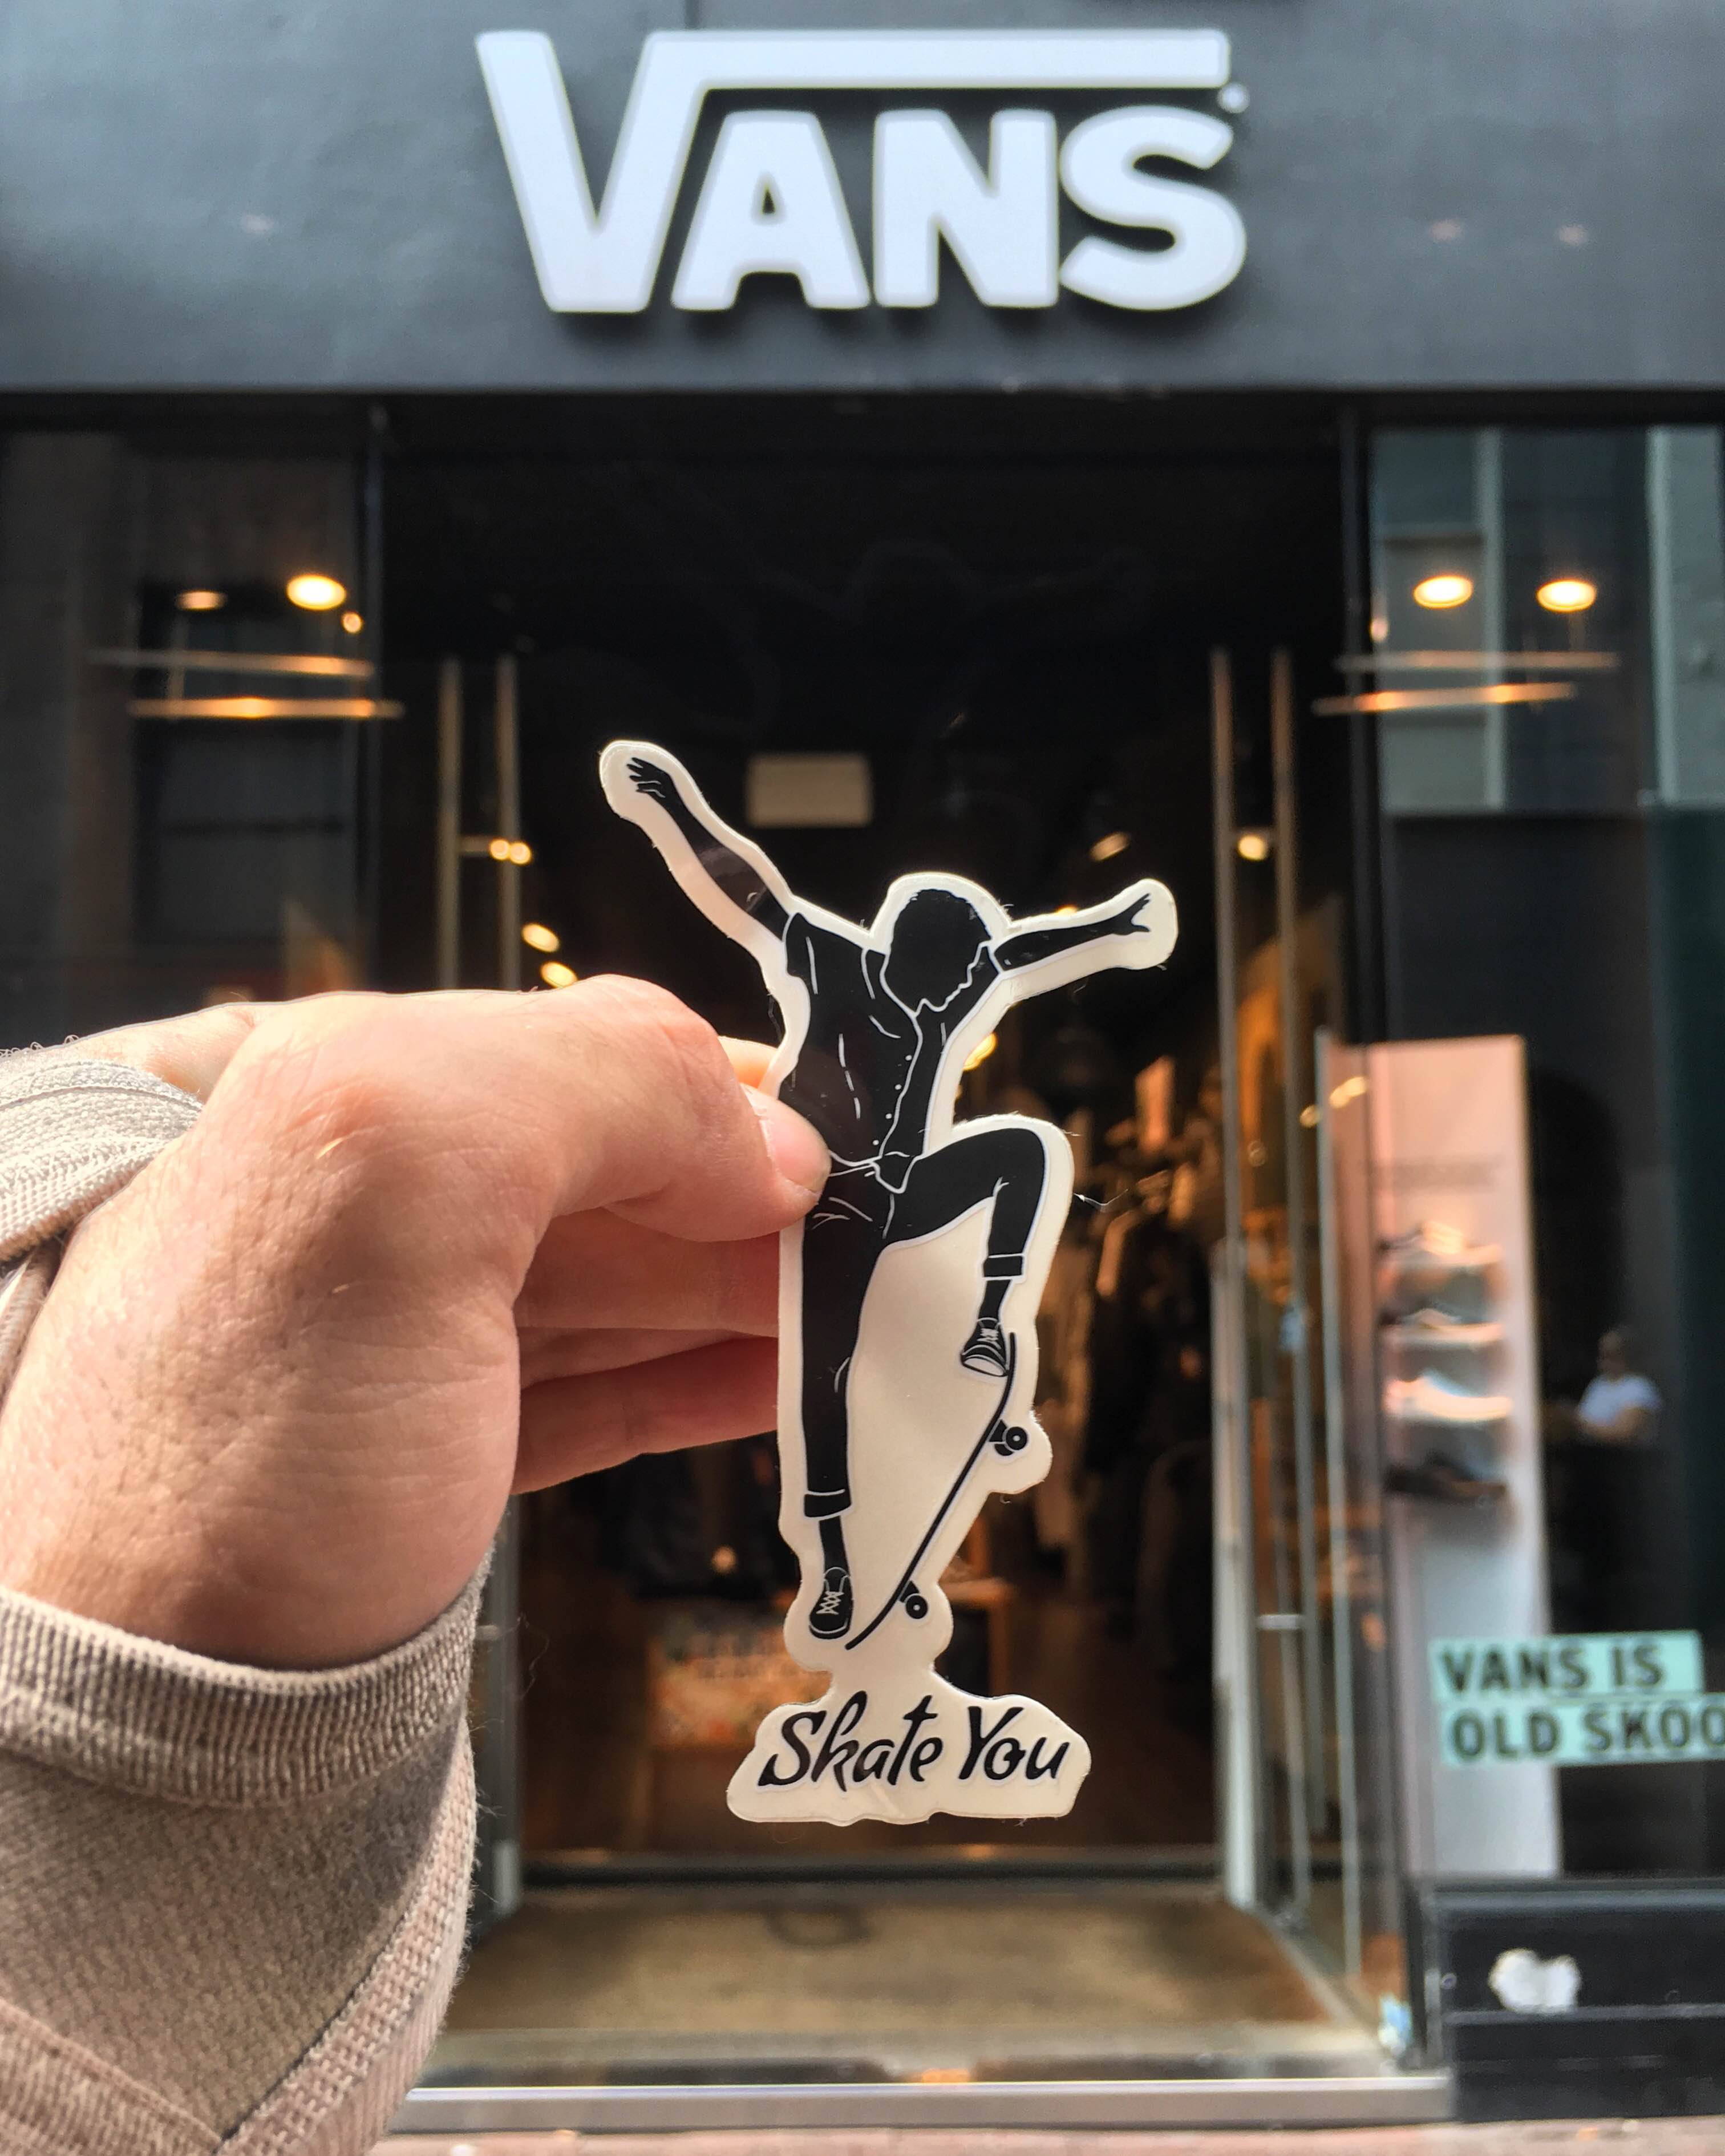 VANS
Skate You
VANS IS
OLD SKOO